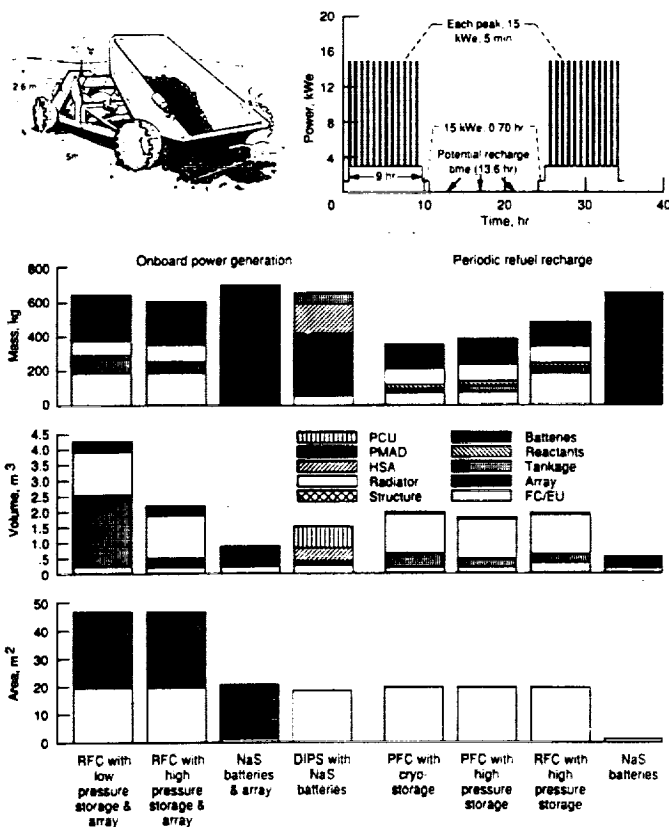 2.6 m
5m
Power, kWe
20
16
12
8
4
0
10
20
30
40
Time, hr
Each peak, 15
kWe, 5 min
15 kWe, 0.70 hr
Potential recharge
bme (13.6 hr)
9 hr
Onboard power generation
Periodic refuel recharge
Mass, kg
800
600
400
200
0
Volume, m3
4.5
4.0
3.5
3.0
2.5
2.0
1.5
1.0
.5
0
PCU
PMAD
HSA
Radiator
Structure
Batteries
Reactants
Tankage
Array
FC/EU
Area, m2
50
40
30
20
10
0
RFC with
low
pressure
storage &
array
RFC with
high
pressure
storage &
array
NaS
batteries
& array
DIPS with
NaS
batteries
PFC with
cryo-
storage
PFC with
high
pressure
storage
RFC with
high
pressure
storage
NaS
batteries